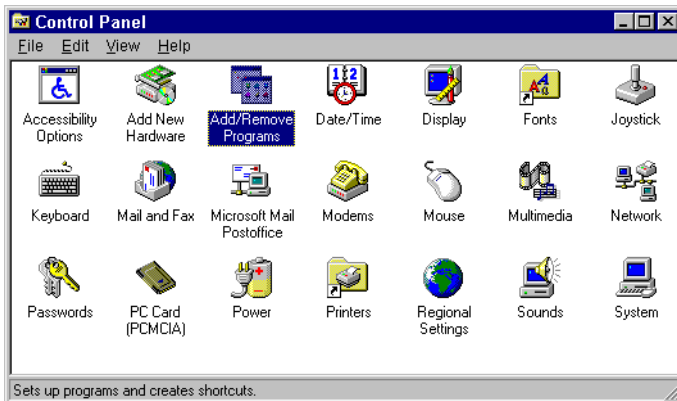 Control Panel
File Edit View Help
Accessibility Options
Add New Hardware
Add/Remove Programs
Date/Time
Display
Fonts
Joystick
Keyboard
Mail and Fax
Microsoft Mail Postoffice
Modems
Mouse
Multimedia
Network
Passwords
PC Card (PCMCIA)
Power
Printers
Regional Settings
Sounds
System
Sets up programs and creates shortcuts.